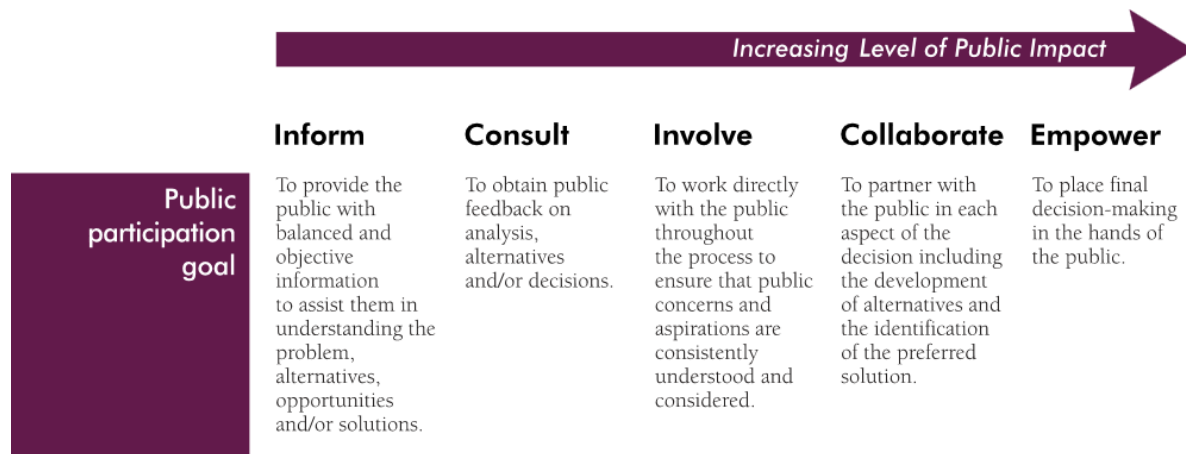 Increasing Level of Public Impact
Inform
Consult
Involve
Collaborate
Empower
Public
participation
goal
To provide the
public with
balanced and
objective
information
to assist them in
understanding the
problem,
alternatives,
opportunities
and/or solutions.
To obtain public
feedback on
analysis,
alternatives
and/or decisions.
To work directly
with the public
throughout
the process to
ensure that public
concerns and
aspirations are
consistently
understood and
considered.
To partner with
the public in each
aspect of the
decision including
the development
of alternatives and
the identification
of the preferred
solution.
To place final
decision-making
in the hands of
the public.